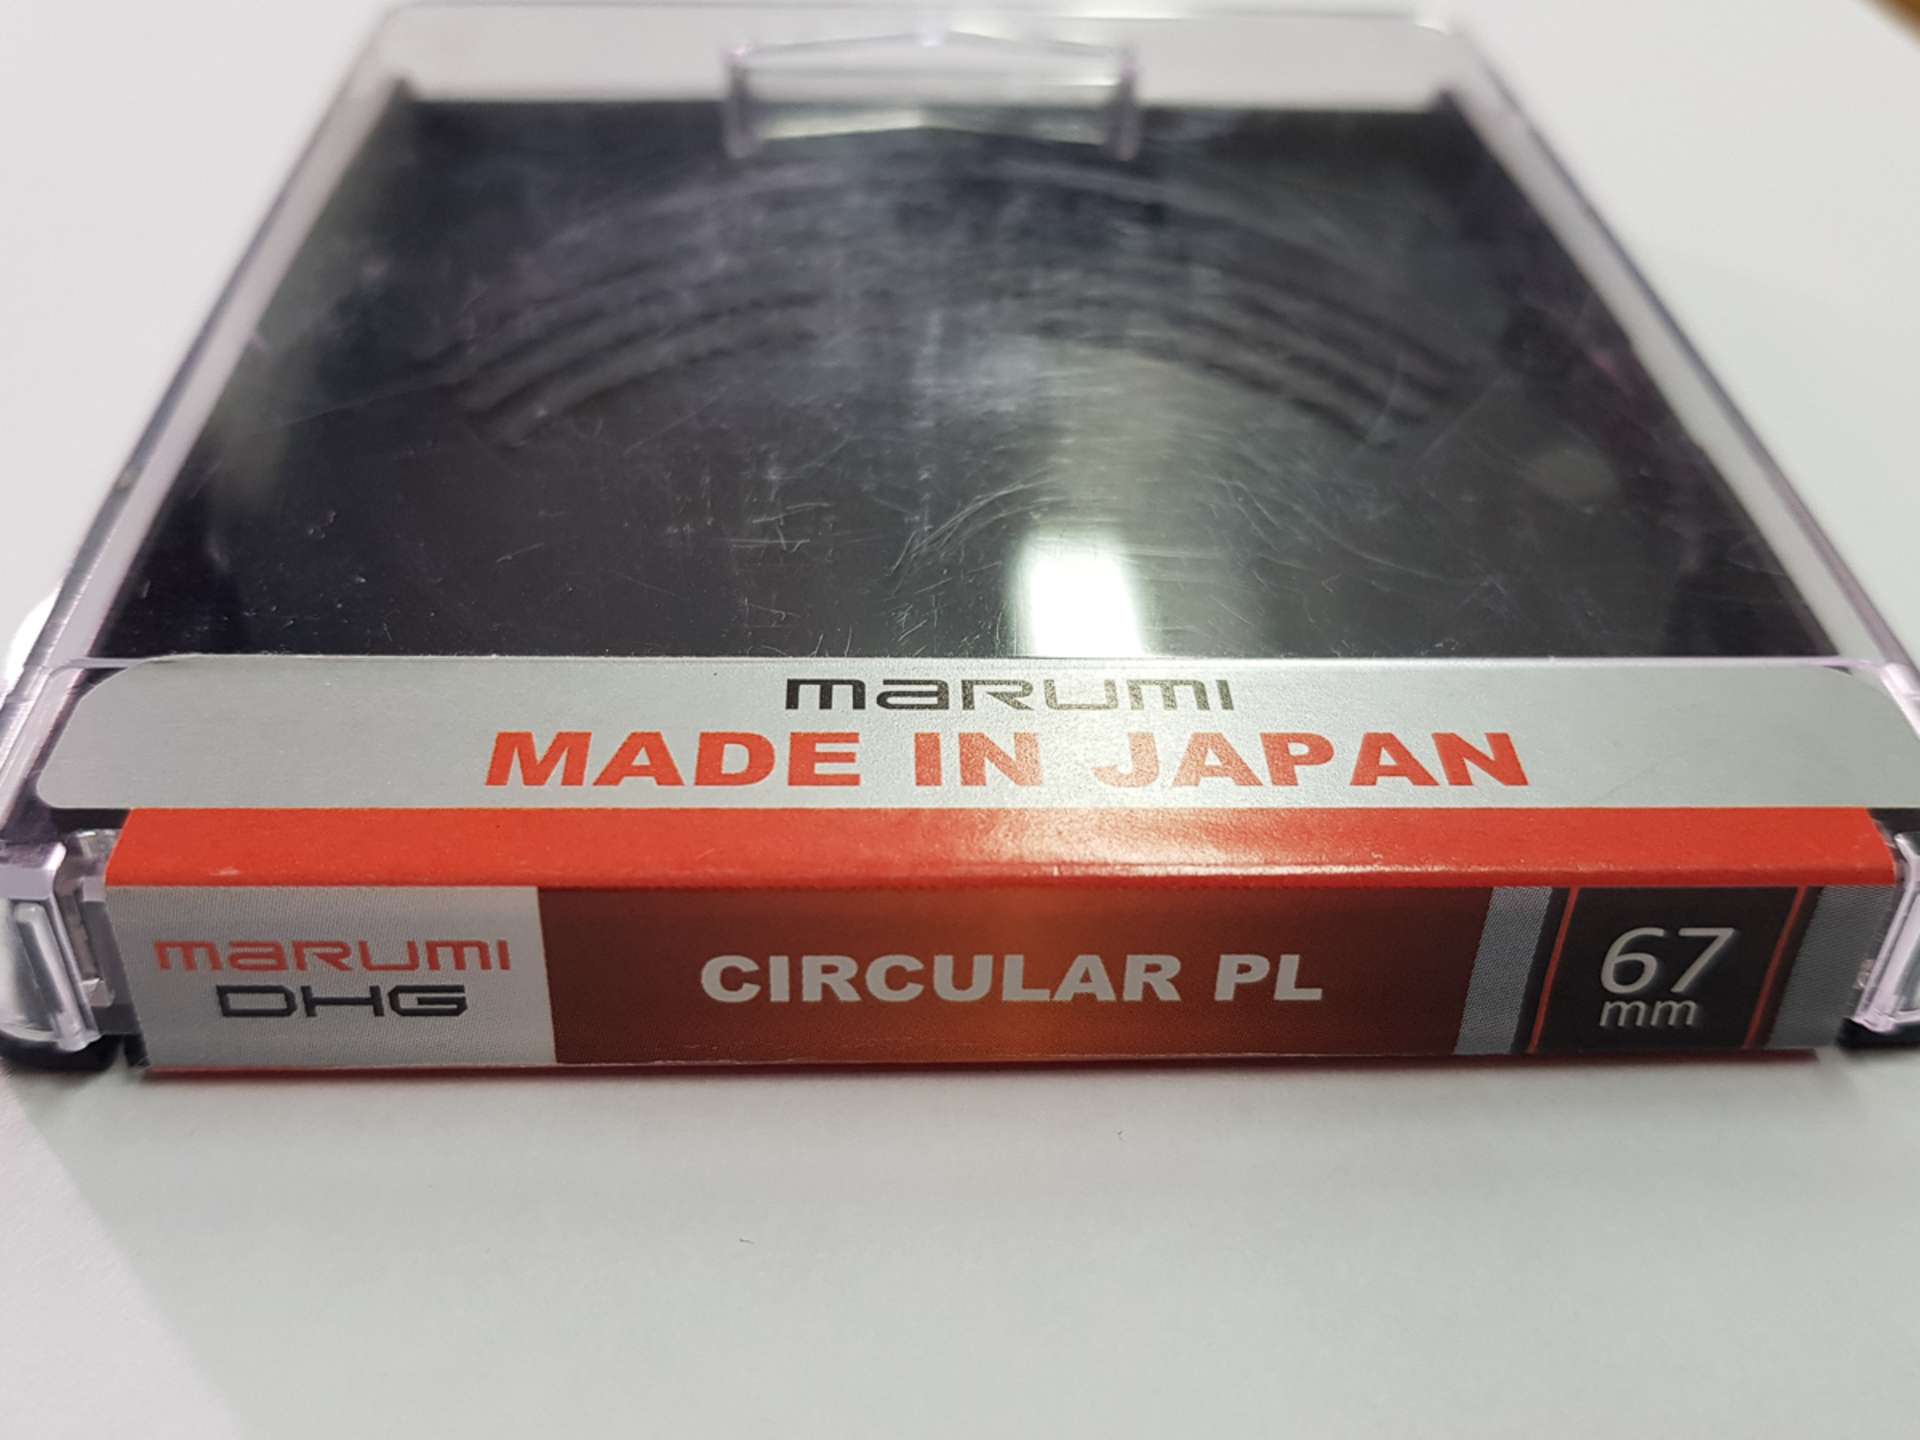 marumi
MADE IN JAPAN
marumi
DHG
CIRCULAR PL
67
mm